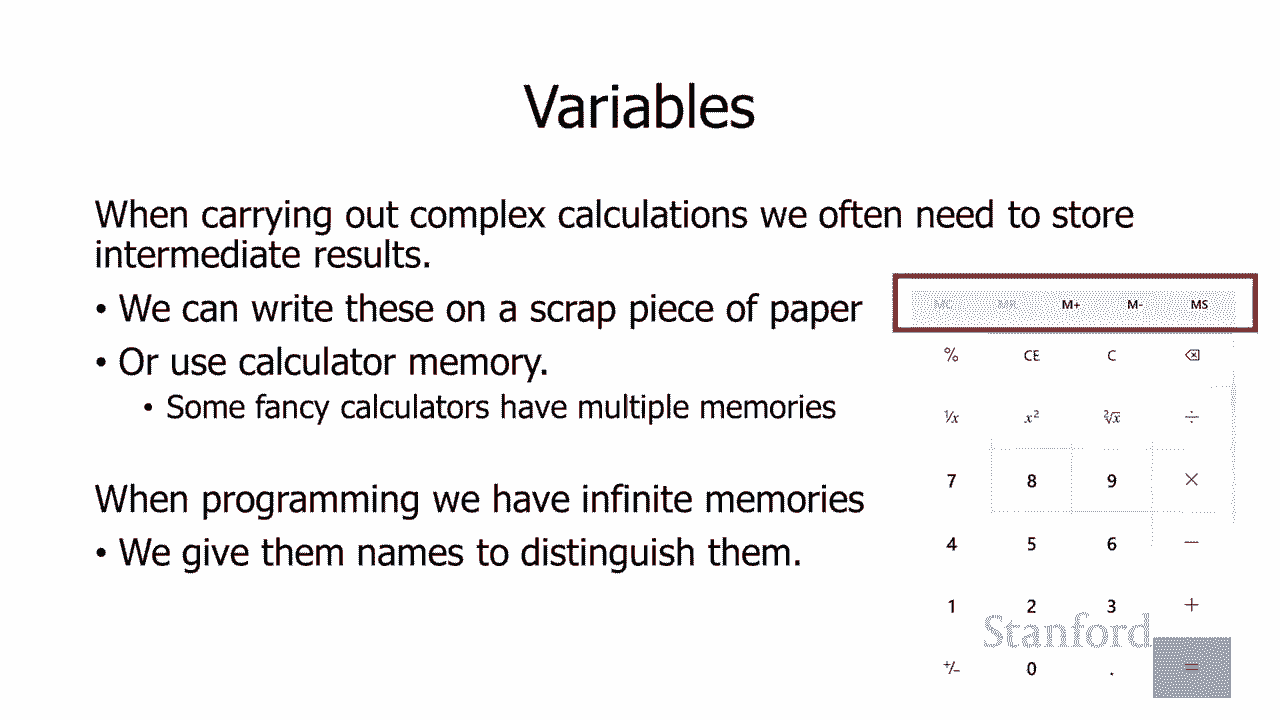 Variables
When carrying out complex calculations we often need to store
intermediate results.
• We can write these on a scrap piece of paper
• Or use calculator memory.
• Some fancy calculators have multiple memories
When programming we have infinite memories
• We give them names to distinguish them.
MC MR M+ M- MS
% CE C
¹/x x² ²√x ÷
7 8 9 ×
4 5 6 −
1 2 3 +
Stanford
+/− 0 . =